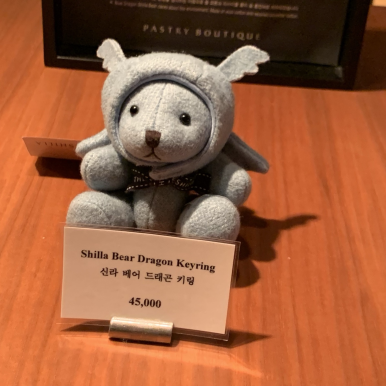 PASTRY BOUTIQUE
Shilla Bear Dragon Keyring
신라 베어 드래곤 키링
45,000